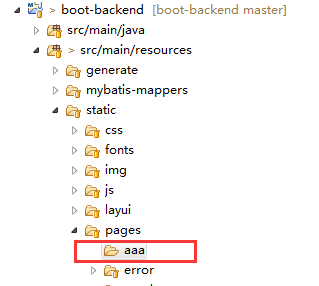 > boot-backend [boot-backend master]
src/main/java
> src/main/resources
generate
mybatis-mappers
static
css
fonts
img
js
layui
pages
aaa
error